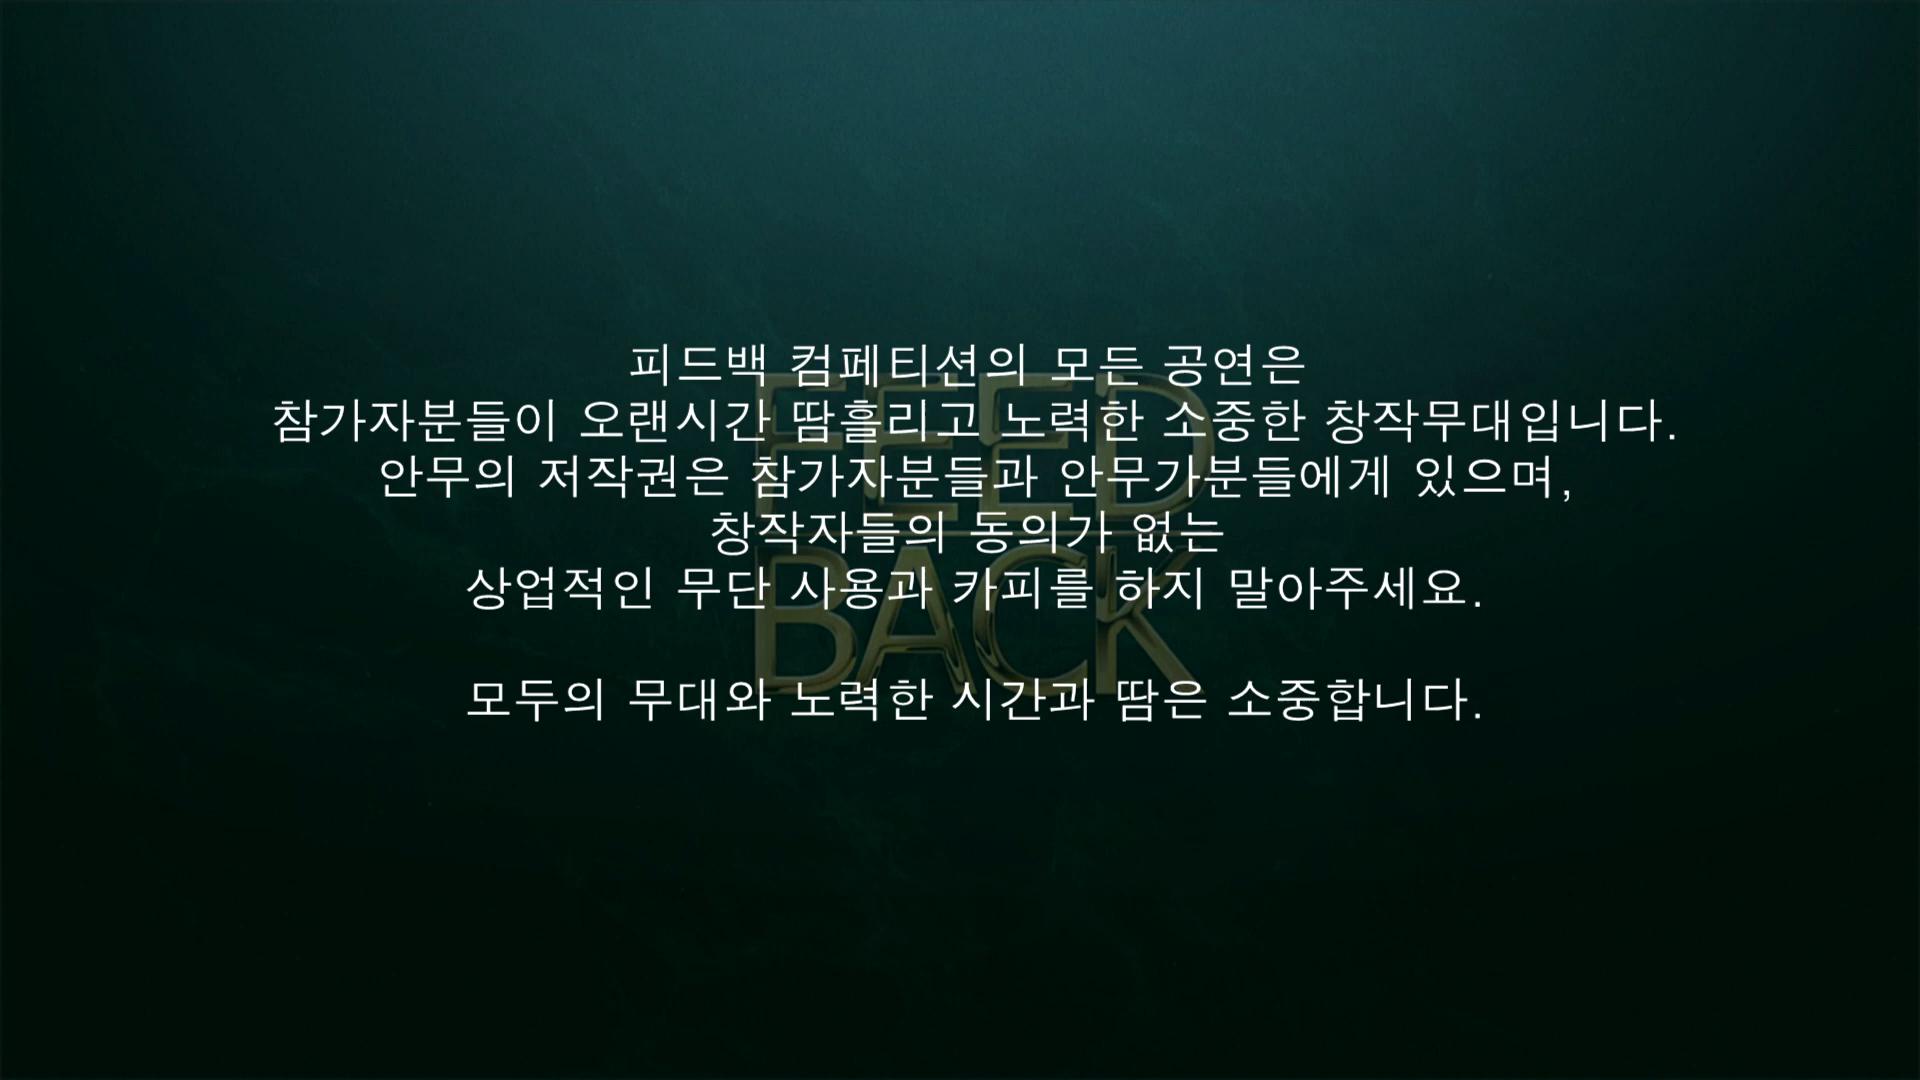 피드백 컴페티션의 모든 공연은
참가자분들이 오랜시간 땀흘리고 노력한 소중한 창작무대입니다.
안무의 저작권은 참가자분들과 안무가분들에게 있으며,
창작자들의 동의가 없는
상업적인 무단 사용과 카피를 하지 말아주세요.
모두의 무대와 노력한 시간과 땀은 소중합니다.
FEED
BACK